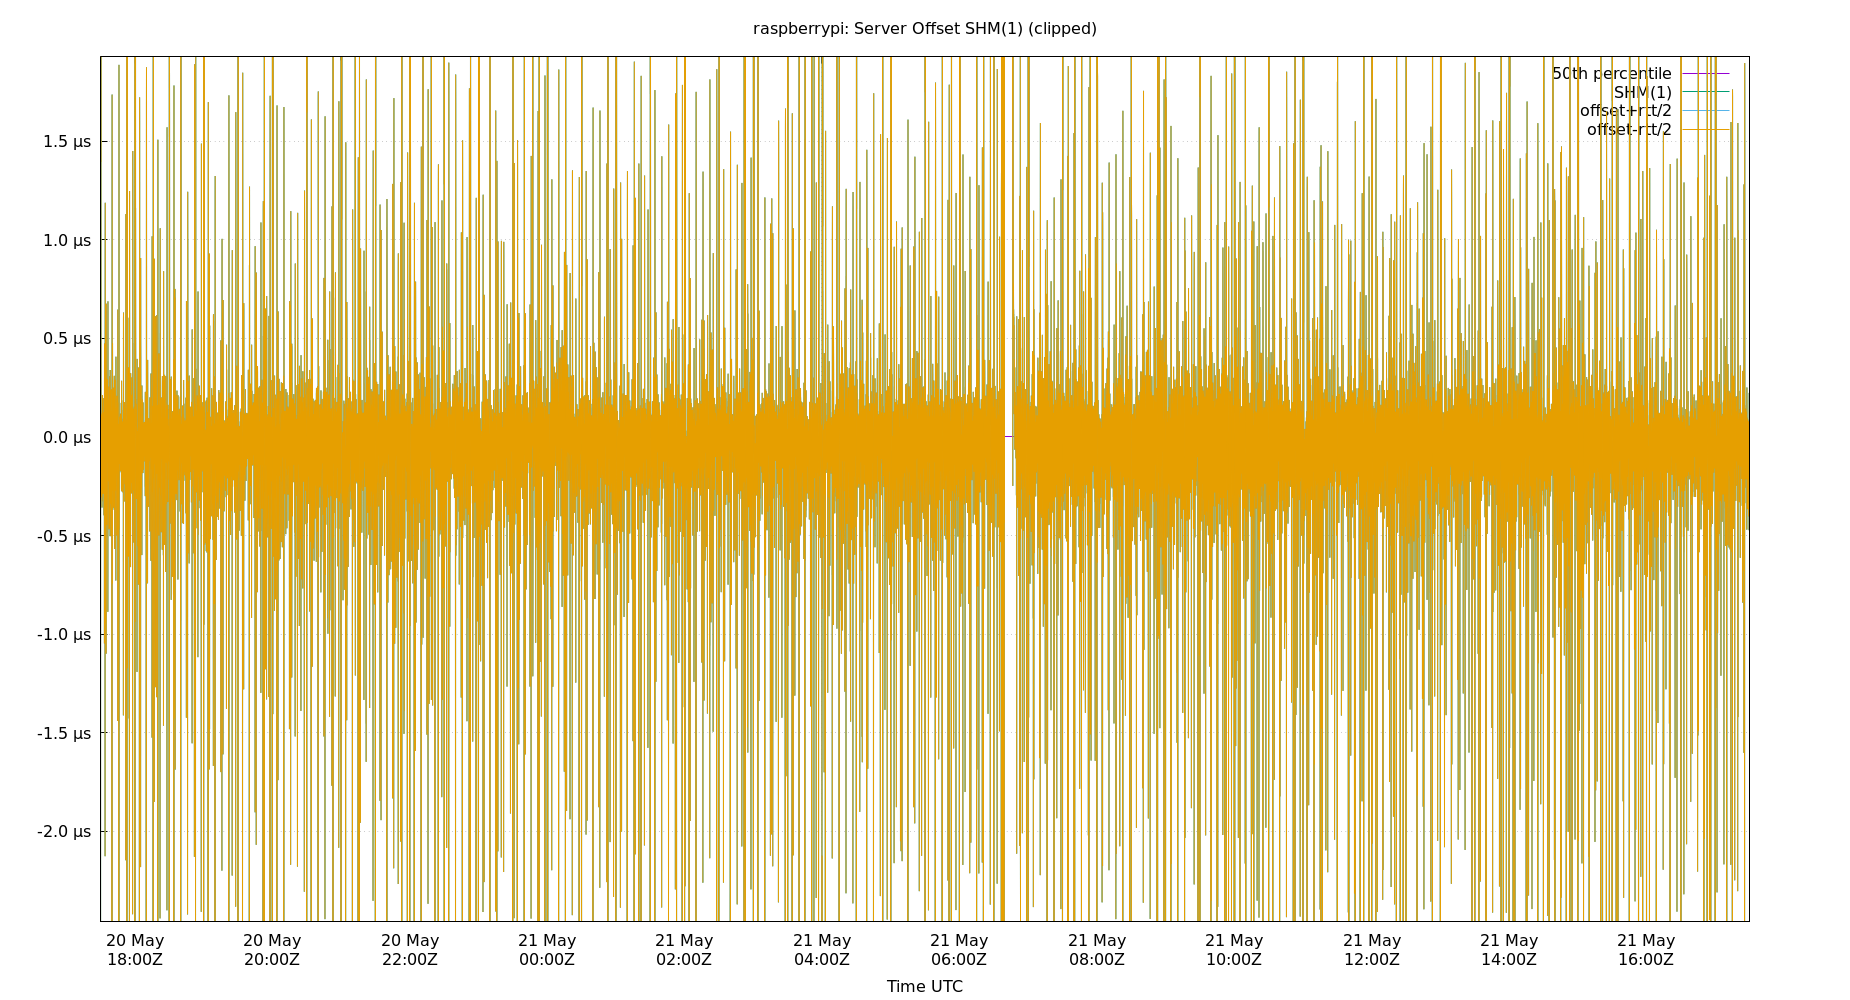 raspberrypi: Server Offset SHM(1) (clipped)
50th percentile
SHM(1)
offset+rtt/2
offset-rtt/2
1.5 µs
1.0 µs
0.5 µs
0.0 µs
-0.5 µs
-1.0 µs
-1.5 µs
-2.0 µs
20 May 20 May 20 May 21 May 21 May 21 May 21 May 21 May 21 May 21 May 21 May 21 May
18:00Z 20:00Z 22:00Z 00:00Z 02:00Z 04:00Z 06:00Z 08:00Z 10:00Z 12:00Z 14:00Z 16:00Z
Time UTC